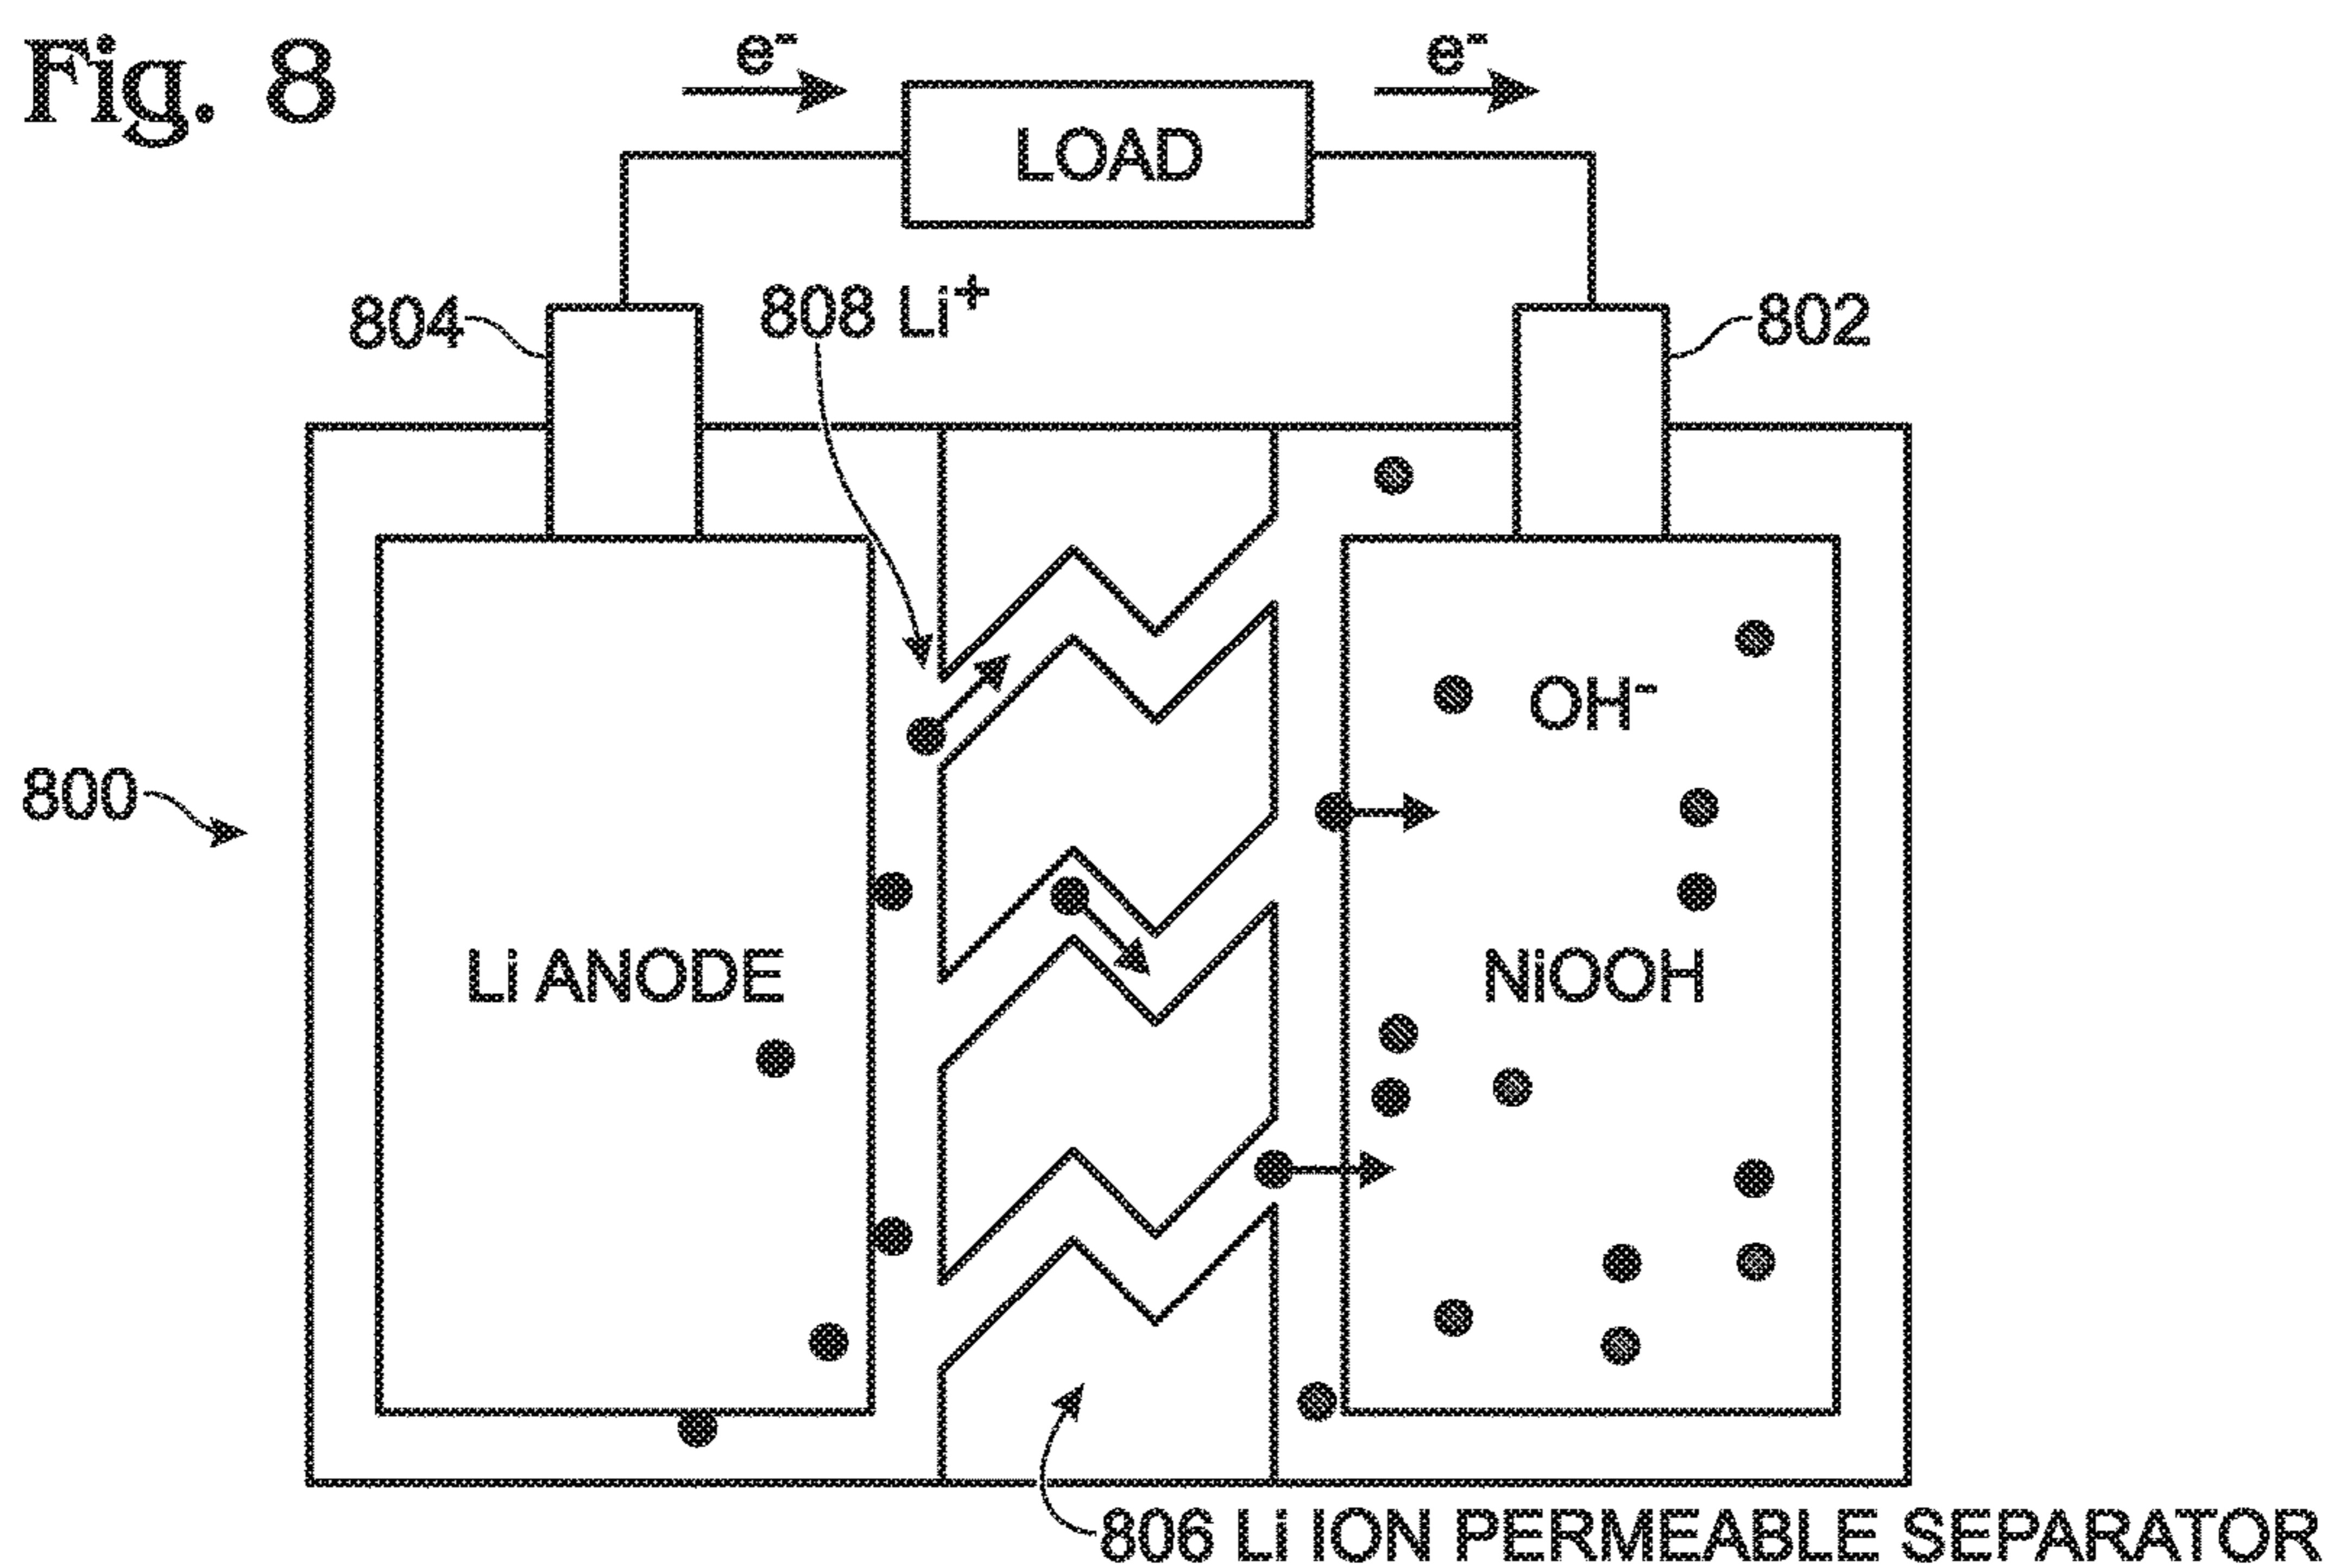 Fig. 8
e⁻
e⁻
LOAD
804
808 Li⁺
802
OH⁻
800
Li ANODE
NiOOH
806 Li ION PERMEABLE SEPARATOR